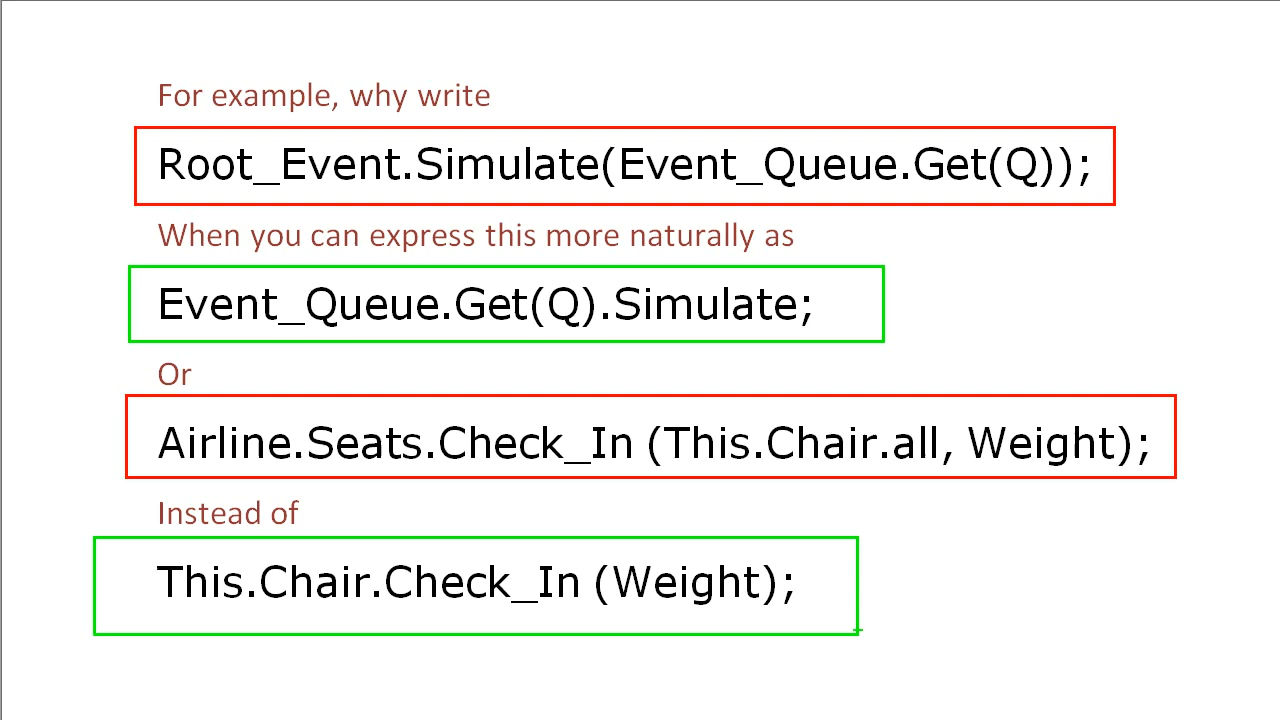 For example, why write
Root_Event.Simulate(Event_Queue.Get(Q));
When you can express this more naturally as
Event_Queue.Get(Q).Simulate;
Or
Airline.Seats.Check_In (This.Chair.all, Weight);
Instead of
This.Chair.Check_In (Weight);